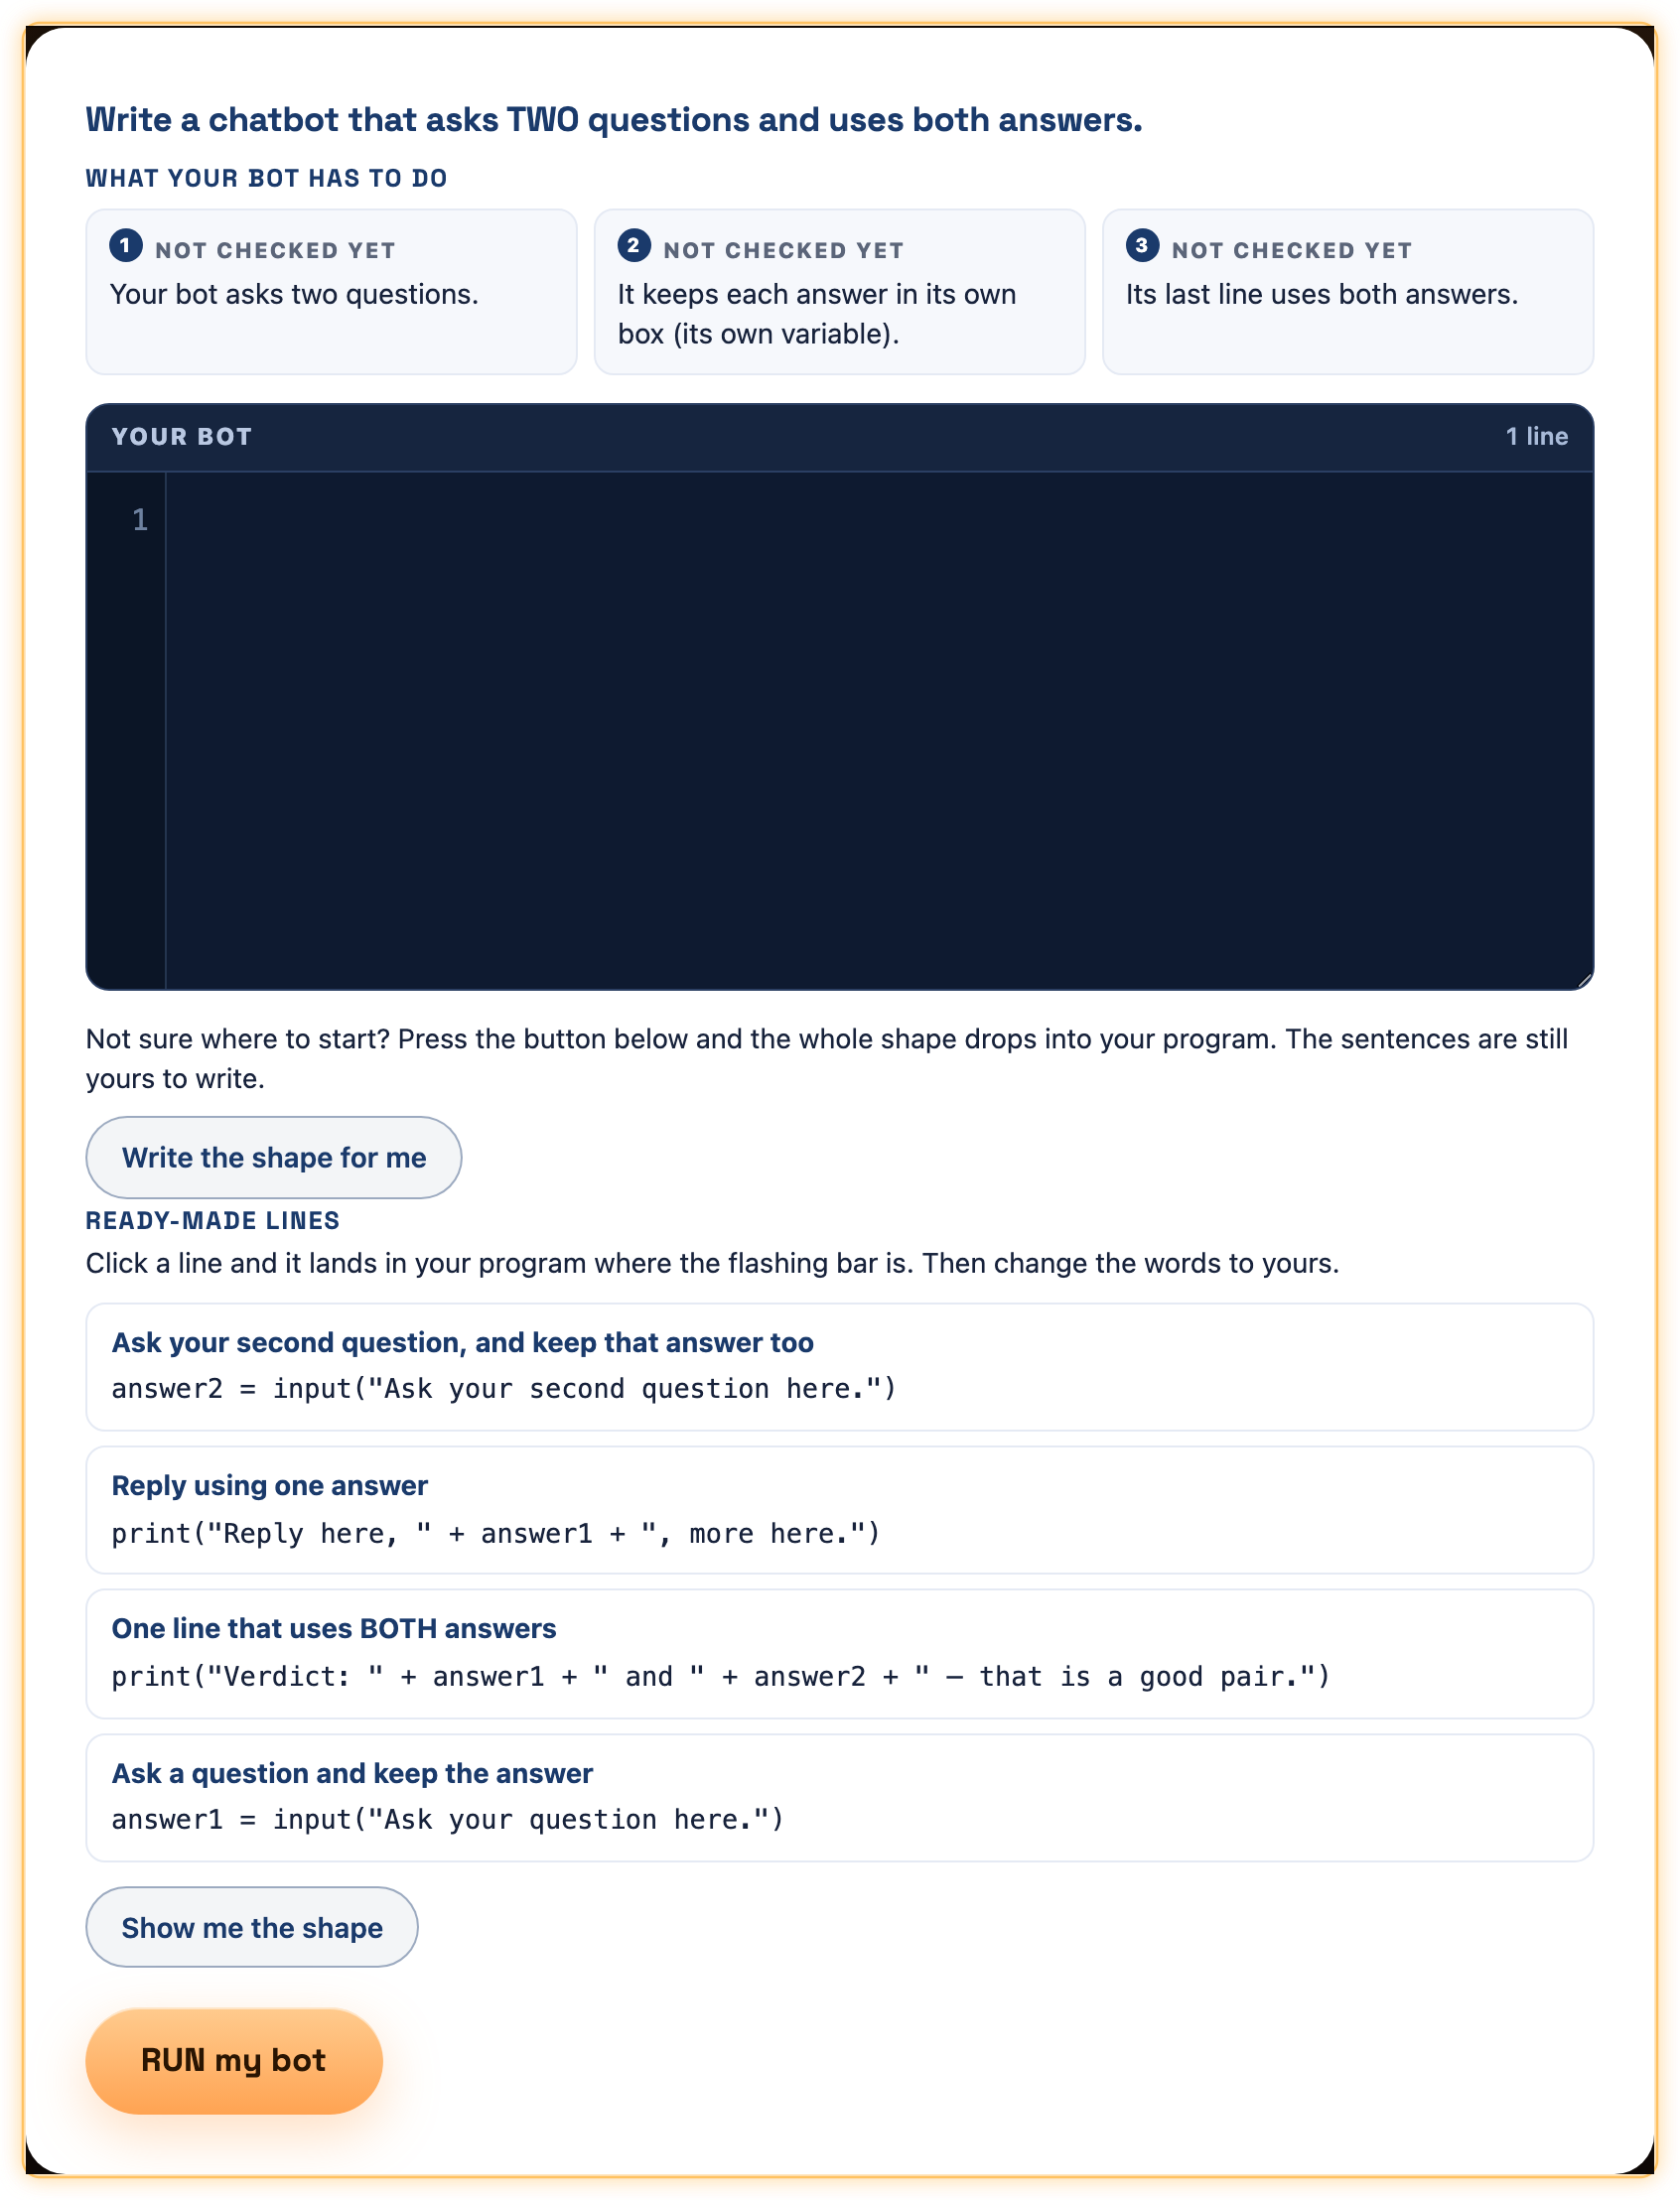 Write a chatbot that asks TWO questions and uses both answers.
WHAT YOUR BOT HAS TO DO
1 NOT CHECKED YET
Your bot asks two questions.
2 NOT CHECKED YET
It keeps each answer in its own
box (its own variable).
3 NOT CHECKED YET
Its last line uses both answers.
YOUR BOT
1 line
1
Not sure where to start? Press the button below and the whole shape drops into your program. The sentences are still
yours to write.
Write the shape for me
READY-MADE LINES
Click a line and it lands in your program where the flashing bar is. Then change the words to yours.
Ask your second question, and keep that answer too
answer2 = input("Ask your second question here.")
Reply using one answer
print("Reply here, " + answer1 + ", more here.")
One line that uses BOTH answers
print("Verdict: " + answer1 + " and " + answer2 + " — that is a good pair.")
Ask a question and keep the answer
answer1 = input("Ask your question here.")
Show me the shape
RUN my bot